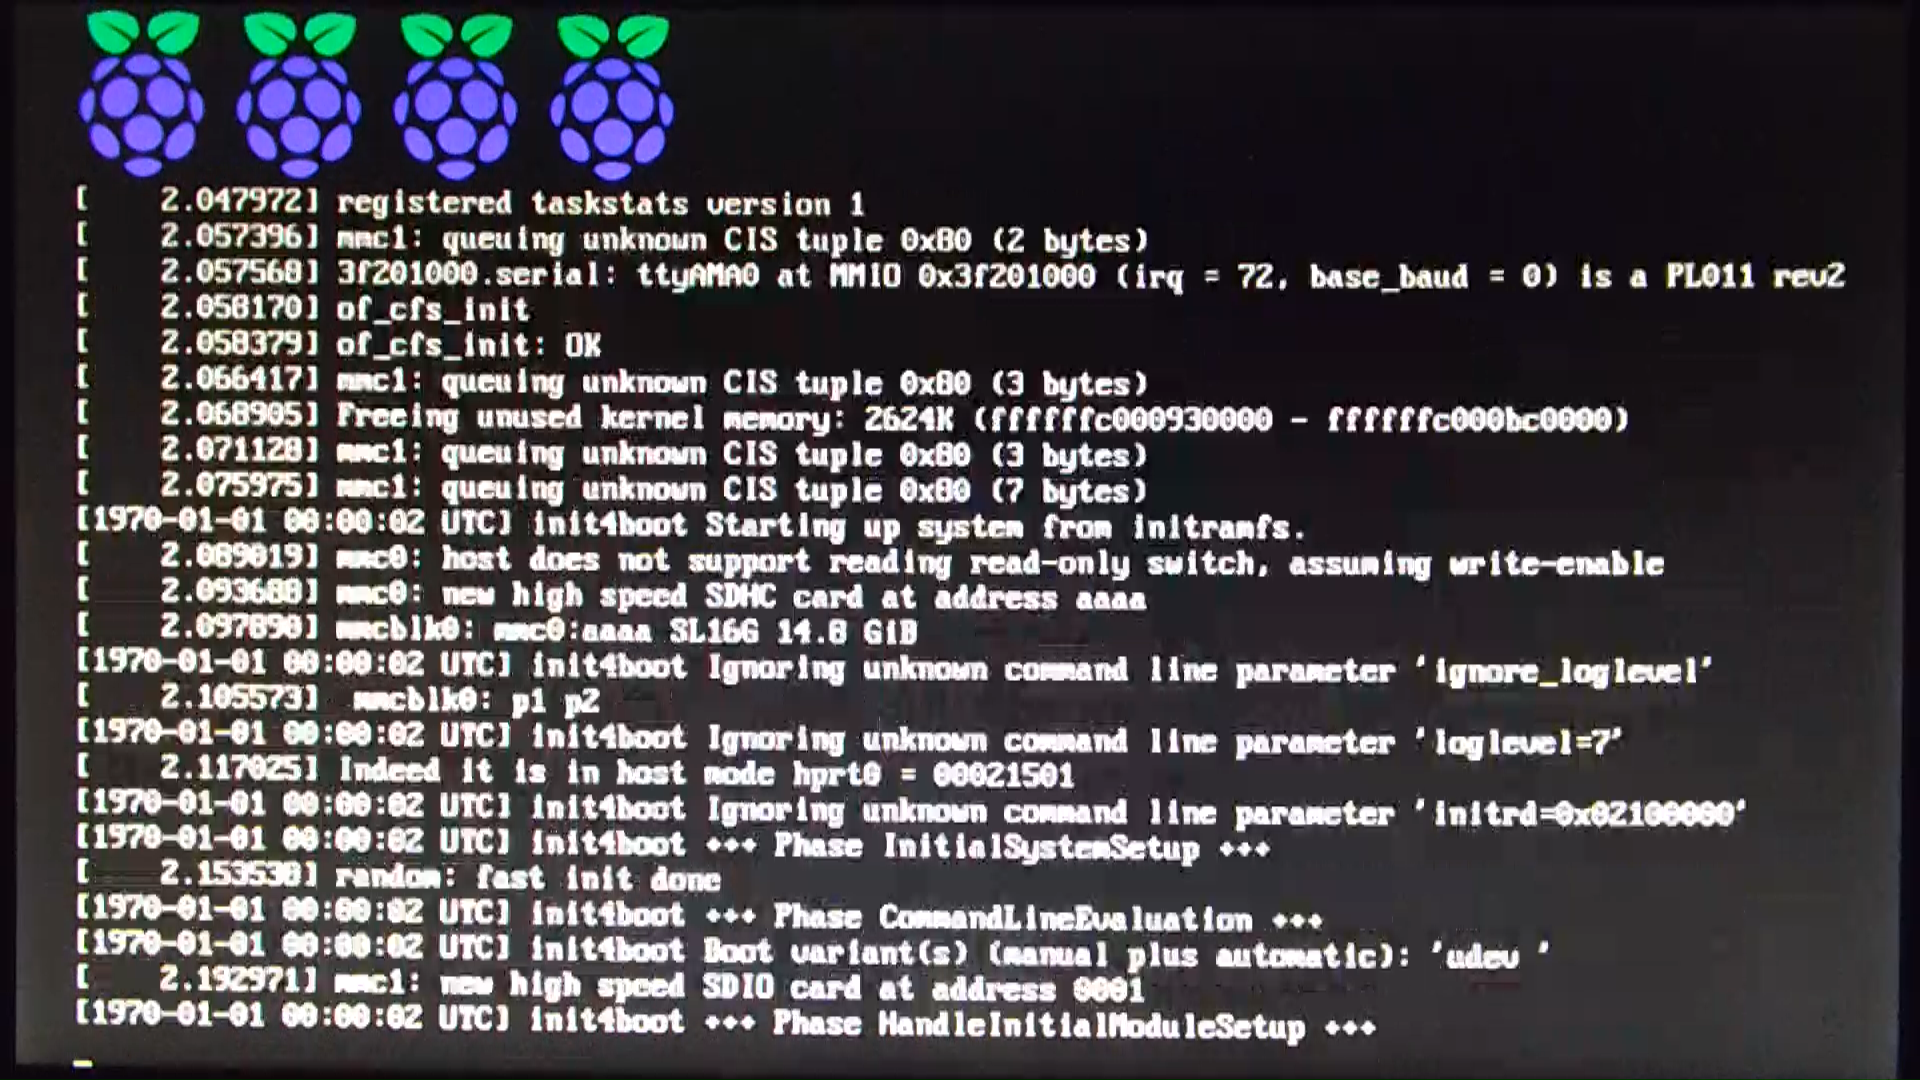 [    2.047972] registered taskstats version 1
[    2.057396] mmc1: queuing unknown CIS tuple 0x80 (2 bytes)
[    2.057568] 3f201000.serial: ttyAMA0 at MMIO 0x3f201000 (irq = 72, base_baud = 0) is a PL011 rev2
[    2.058170] of_cfs_init
[    2.058379] of_cfs_init: OK
[    2.066417] mmc1: queuing unknown CIS tuple 0x80 (3 bytes)
[    2.068905] Freeing unused kernel memory: 2624K (ffffffc000930000 - ffffffc000bc0000)
[    2.071128] mmc1: queuing unknown CIS tuple 0x80 (3 bytes)
[    2.075975] mmc1: queuing unknown CIS tuple 0x80 (7 bytes)
[1970-01-01 00:00:02 UTC] init4boot Starting up system from initramfs.
[    2.089019] mmc0: host does not support reading read-only switch, assuming write-enable
[    2.093688] mmc0: new high speed SDHC card at address aaaa
[    2.097890] mmcblk0: mmc0:aaaa SL16G 14.8 GiB
[1970-01-01 00:00:02 UTC] init4boot Ignoring unknown command line parameter 'ignore_loglevel'
[    2.105573]  mmcblk0: p1 p2
[1970-01-01 00:00:02 UTC] init4boot Ignoring unknown command line parameter 'loglevel=7'
[    2.117025] Indeed it is in host mode hprt0 = 00021501
[1970-01-01 00:00:02 UTC] init4boot Ignoring unknown command line parameter 'initrd=0x02100000'
[1970-01-01 00:00:02 UTC] init4boot +++ Phase InitialSystemSetup +++
[    2.153538] random: fast init done
[1970-01-01 00:00:02 UTC] init4boot +++ Phase CommandLineEvaluation +++
[1970-01-01 00:00:02 UTC] init4boot Boot variant(s) (manual plus automatic): 'udev '
[    2.192971] mmc1: new high speed SDIO card at address 0001
[1970-01-01 00:00:02 UTC] init4boot +++ Phase HandleInitialModuleSetup +++